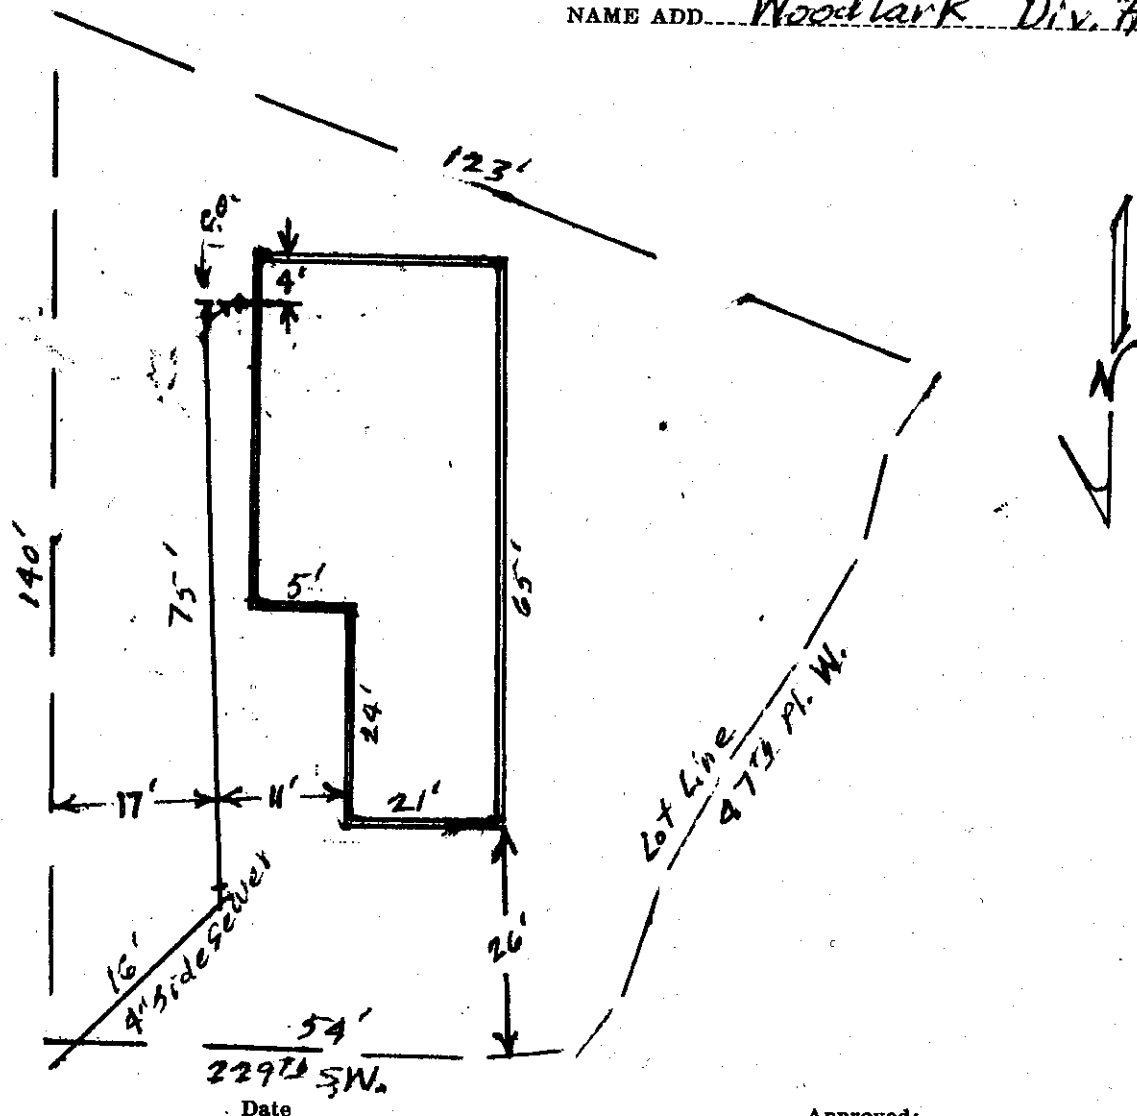 NAME ADD. Woodlark Div.
123'
4'
140'
75'
5'
65'
24'
17'
11'
21'
Lot Line
47Th Pl. W.
26'
16'
4" Side Sewer
54'
229Th SW.
N
Date
Approved: